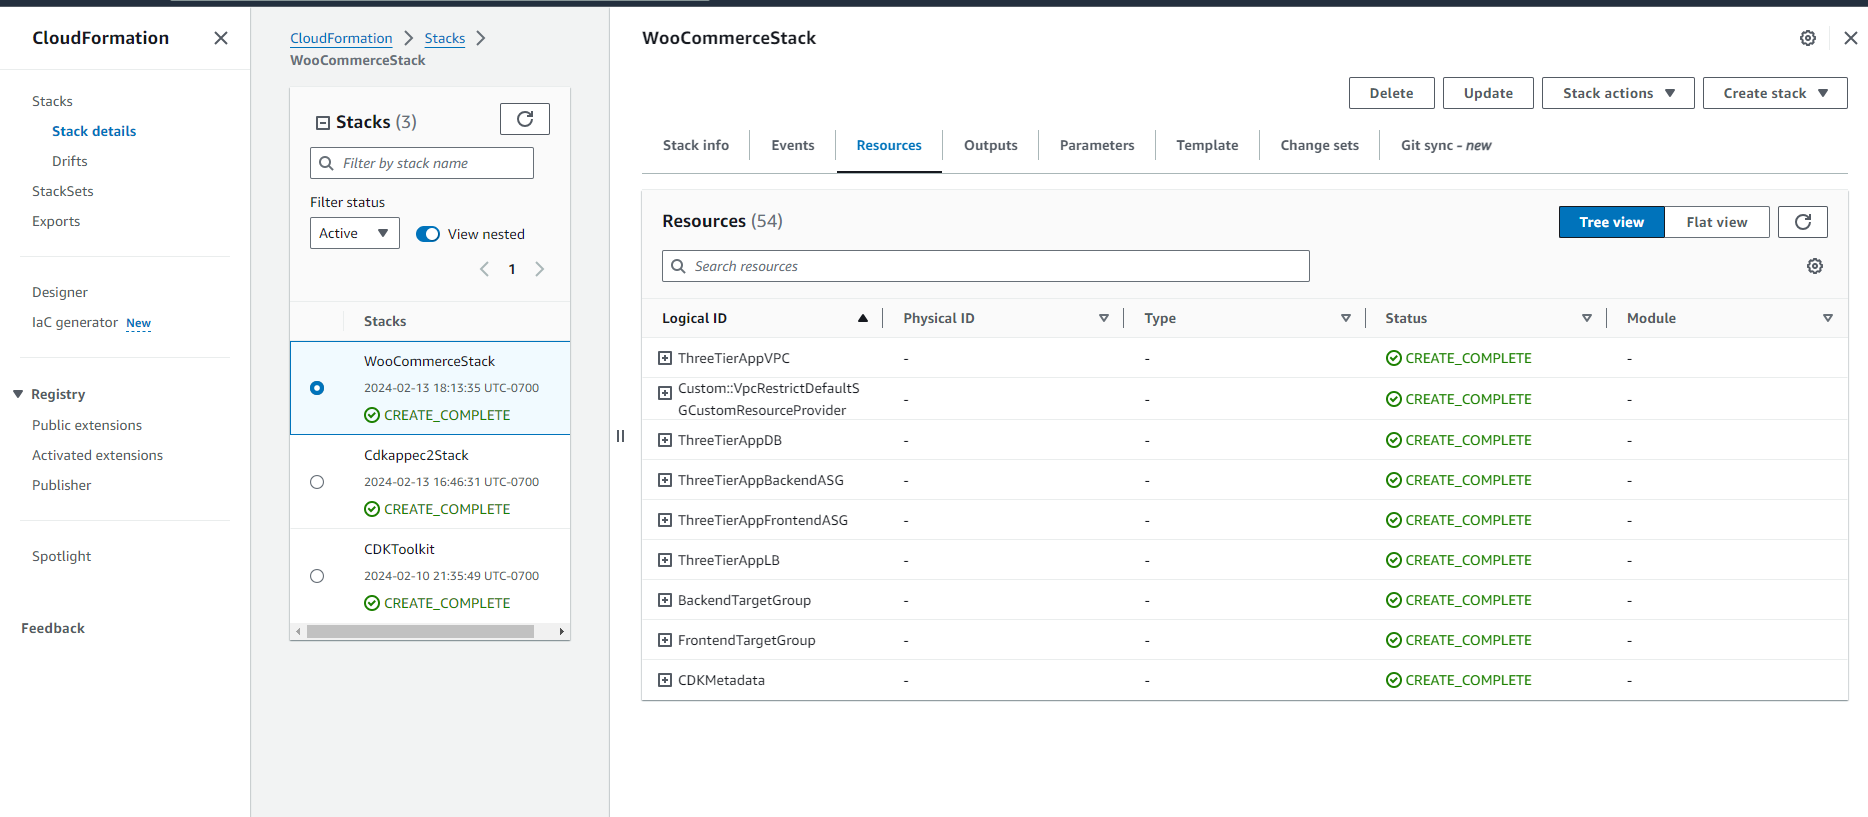 CloudFormation
Stacks
Stack details
Drifts
StackSets
Exports
Designer
IaC generator New
Registry
Public extensions
Activated extensions
Publisher
Spotlight
Feedback
CloudFormation
Stacks
WooCommerceStack
Stacks (3)
Filter by stack name
Filter status
Active
View nested
1
Stacks
WooCommerceStack
2024-02-13 18:13:35 UTC-0700
CREATE_COMPLETE
Cdkappec2Stack
2024-02-13 16:46:31 UTC-0700
CREATE_COMPLETE
CDKToolkit
2024-02-10 21:35:49 UTC-0700
CREATE_COMPLETE
WooCommerceStack
Delete
Update
Stack actions
Create stack
Stack info
Events
Resources
Outputs
Parameters
Template
Change sets
Git sync - new
Resources (54)
Tree view
Flat view
Search resources
Logical ID Physical ID Type Status Module
ThreeTierAppVPC - - CREATE_COMPLETE -
Custom::VpcRestrictDefaultS
GCustomResourceProvider - - CREATE_COMPLETE -
ThreeTierAppDB - - CREATE_COMPLETE -
ThreeTierAppBackendASG - - CREATE_COMPLETE -
ThreeTierAppFrontendASG - - CREATE_COMPLETE -
ThreeTierAppLB - - CREATE_COMPLETE -
BackendTargetGroup - - CREATE_COMPLETE -
FrontendTargetGroup - - CREATE_COMPLETE -
CDKMetadata - - CREATE_COMPLETE -